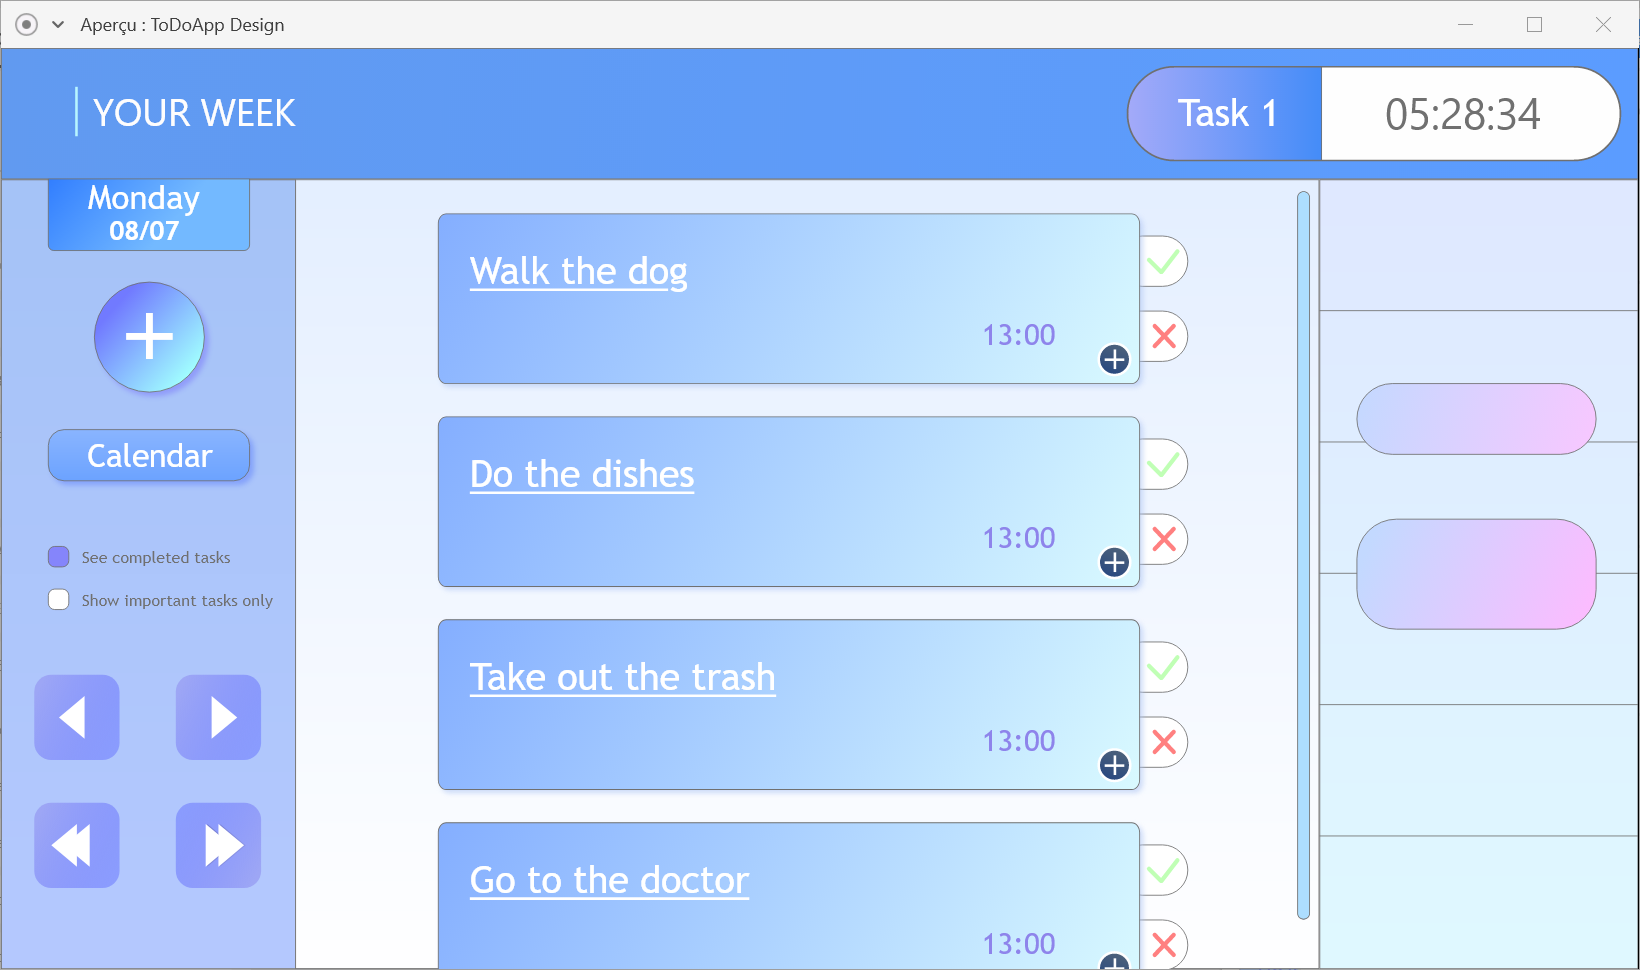 Aperçu : ToDoApp Design
YOUR WEEK
Task 1
05:28:34
Monday
08/07
Calendar
See completed tasks
Show important tasks only
Walk the dog
13:00
Do the dishes
13:00
Take out the trash
13:00
Go to the doctor
13:00